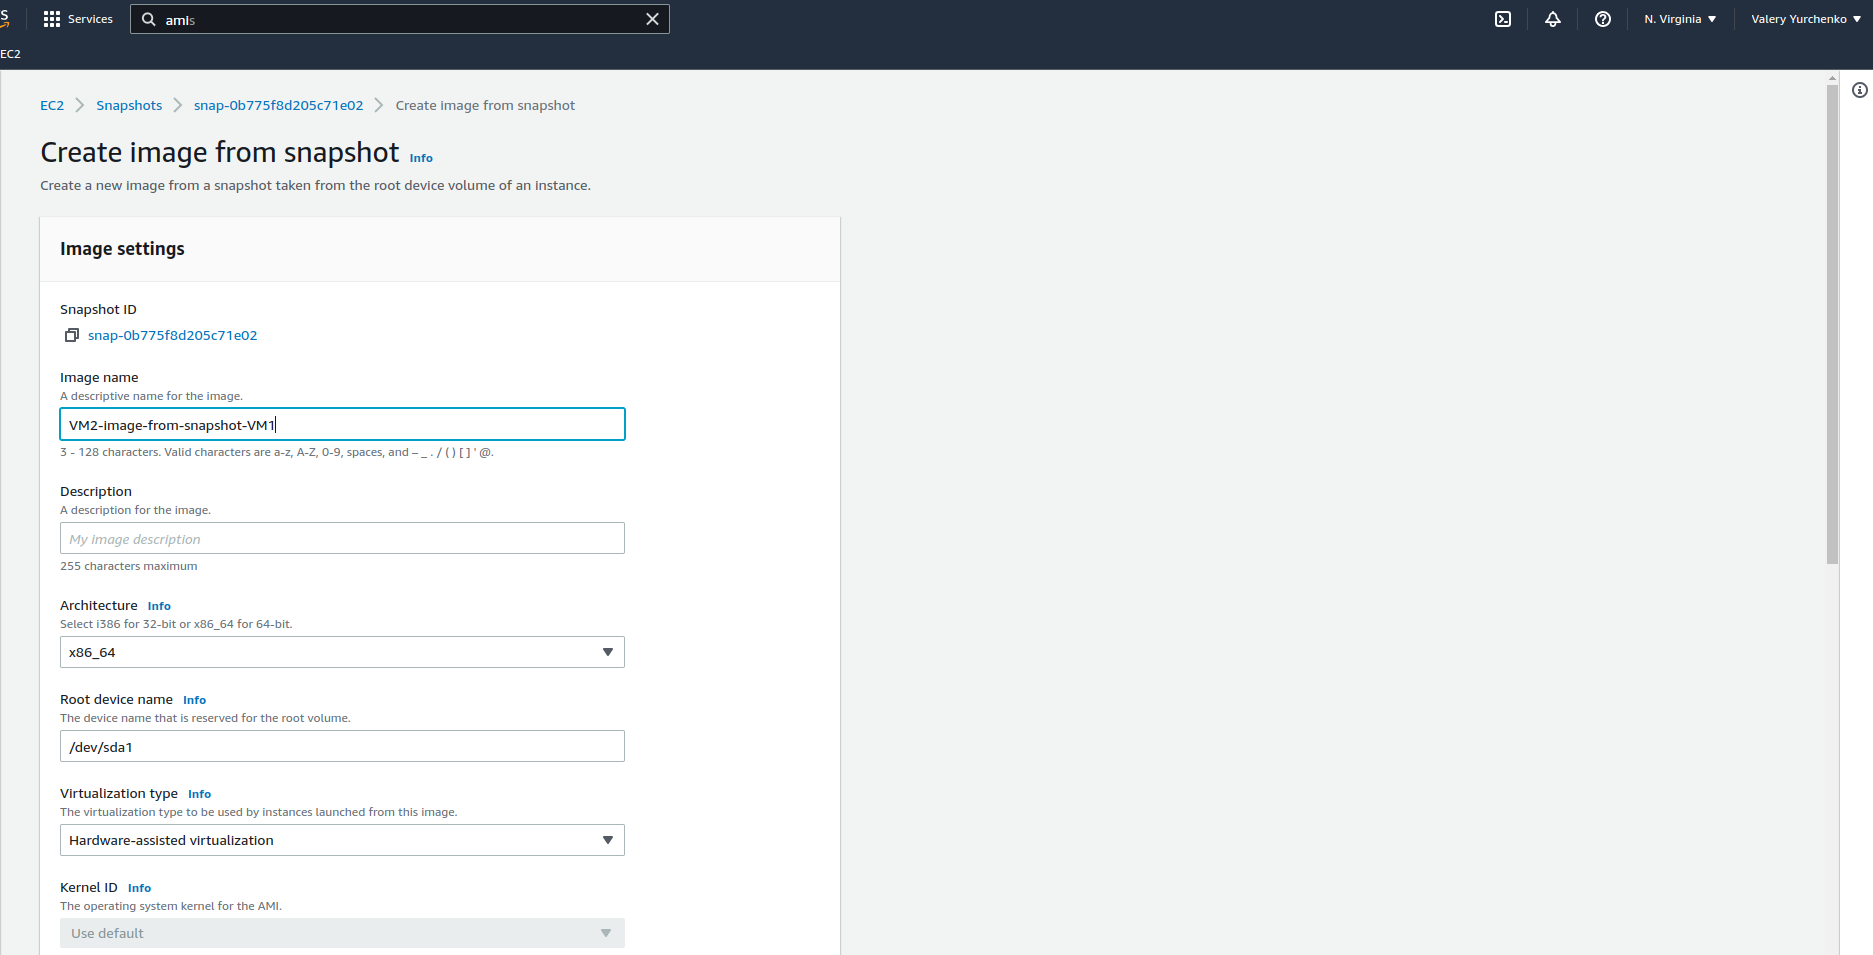 Services
amis
N. Virginia
Valery Yurchenko
EC2
EC2 Snapshots snap-0b775f8d205c71e02 Create image from snapshot
Create image from snapshot Info
Create a new image from a snapshot taken from the root device volume of an instance.
Image settings
Snapshot ID
snap-0b775f8d205c71e02
Image name
A descriptive name for the image.
VM2-image-from-snapshot-VM1
3 - 128 characters. Valid characters are a-z, A-Z, 0-9, spaces, and – _ . / ( ) [ ] ' @.
Description
A description for the image.
My image description
255 characters maximum
Architecture Info
Select i386 for 32-bit or x86_64 for 64-bit.
x86_64
Root device name Info
The device name that is reserved for the root volume.
/dev/sda1
Virtualization type Info
The virtualization type to be used by instances launched from this image.
Hardware-assisted virtualization
Kernel ID Info
The operating system kernel for the AMI.
Use default